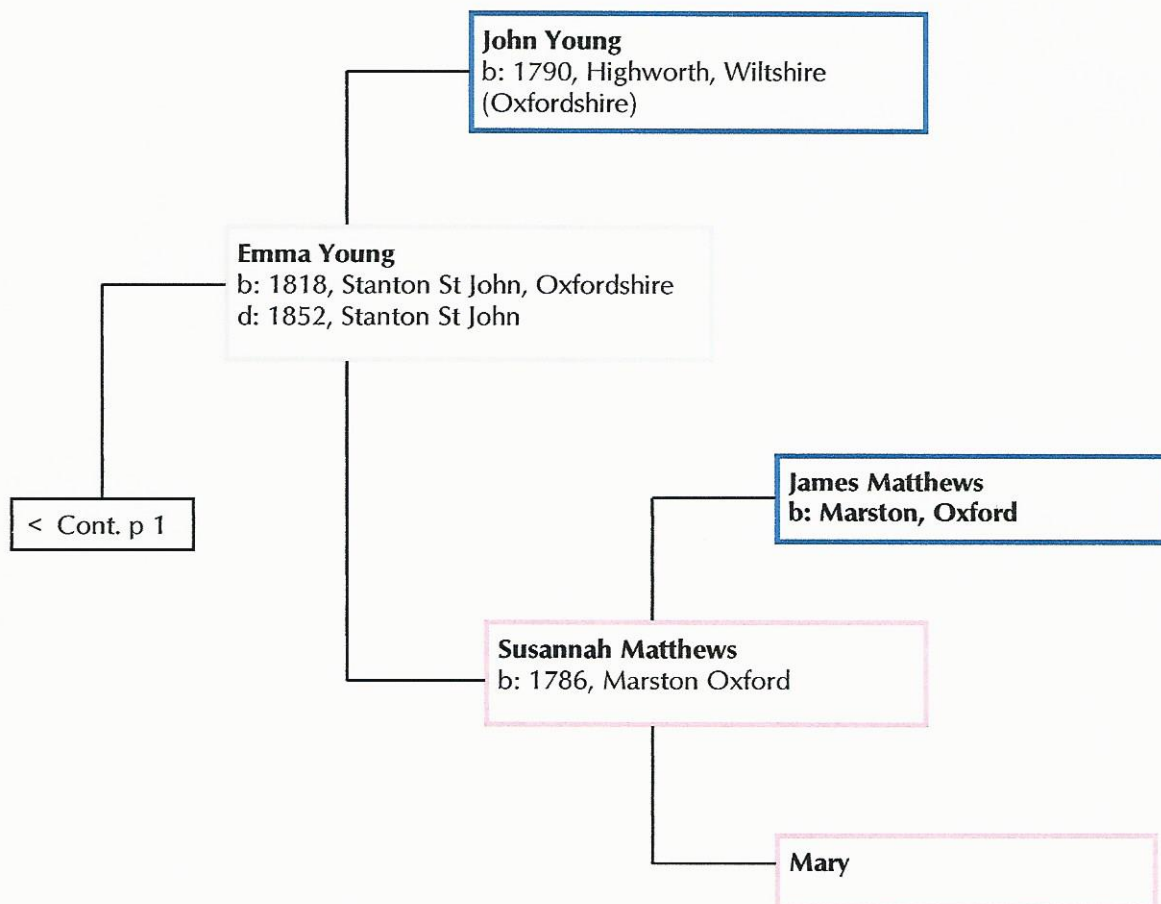 John Young
b: 1790, Highworth, Wiltshire
(Oxfordshire)
Emma Young
b: 1818, Stanton St John, Oxfordshire
d: 1852, Stanton St John
< Cont. p 1
James Matthews
b: Marston, Oxford
Susannah Matthews
b: 1786, Marston Oxford
Mary